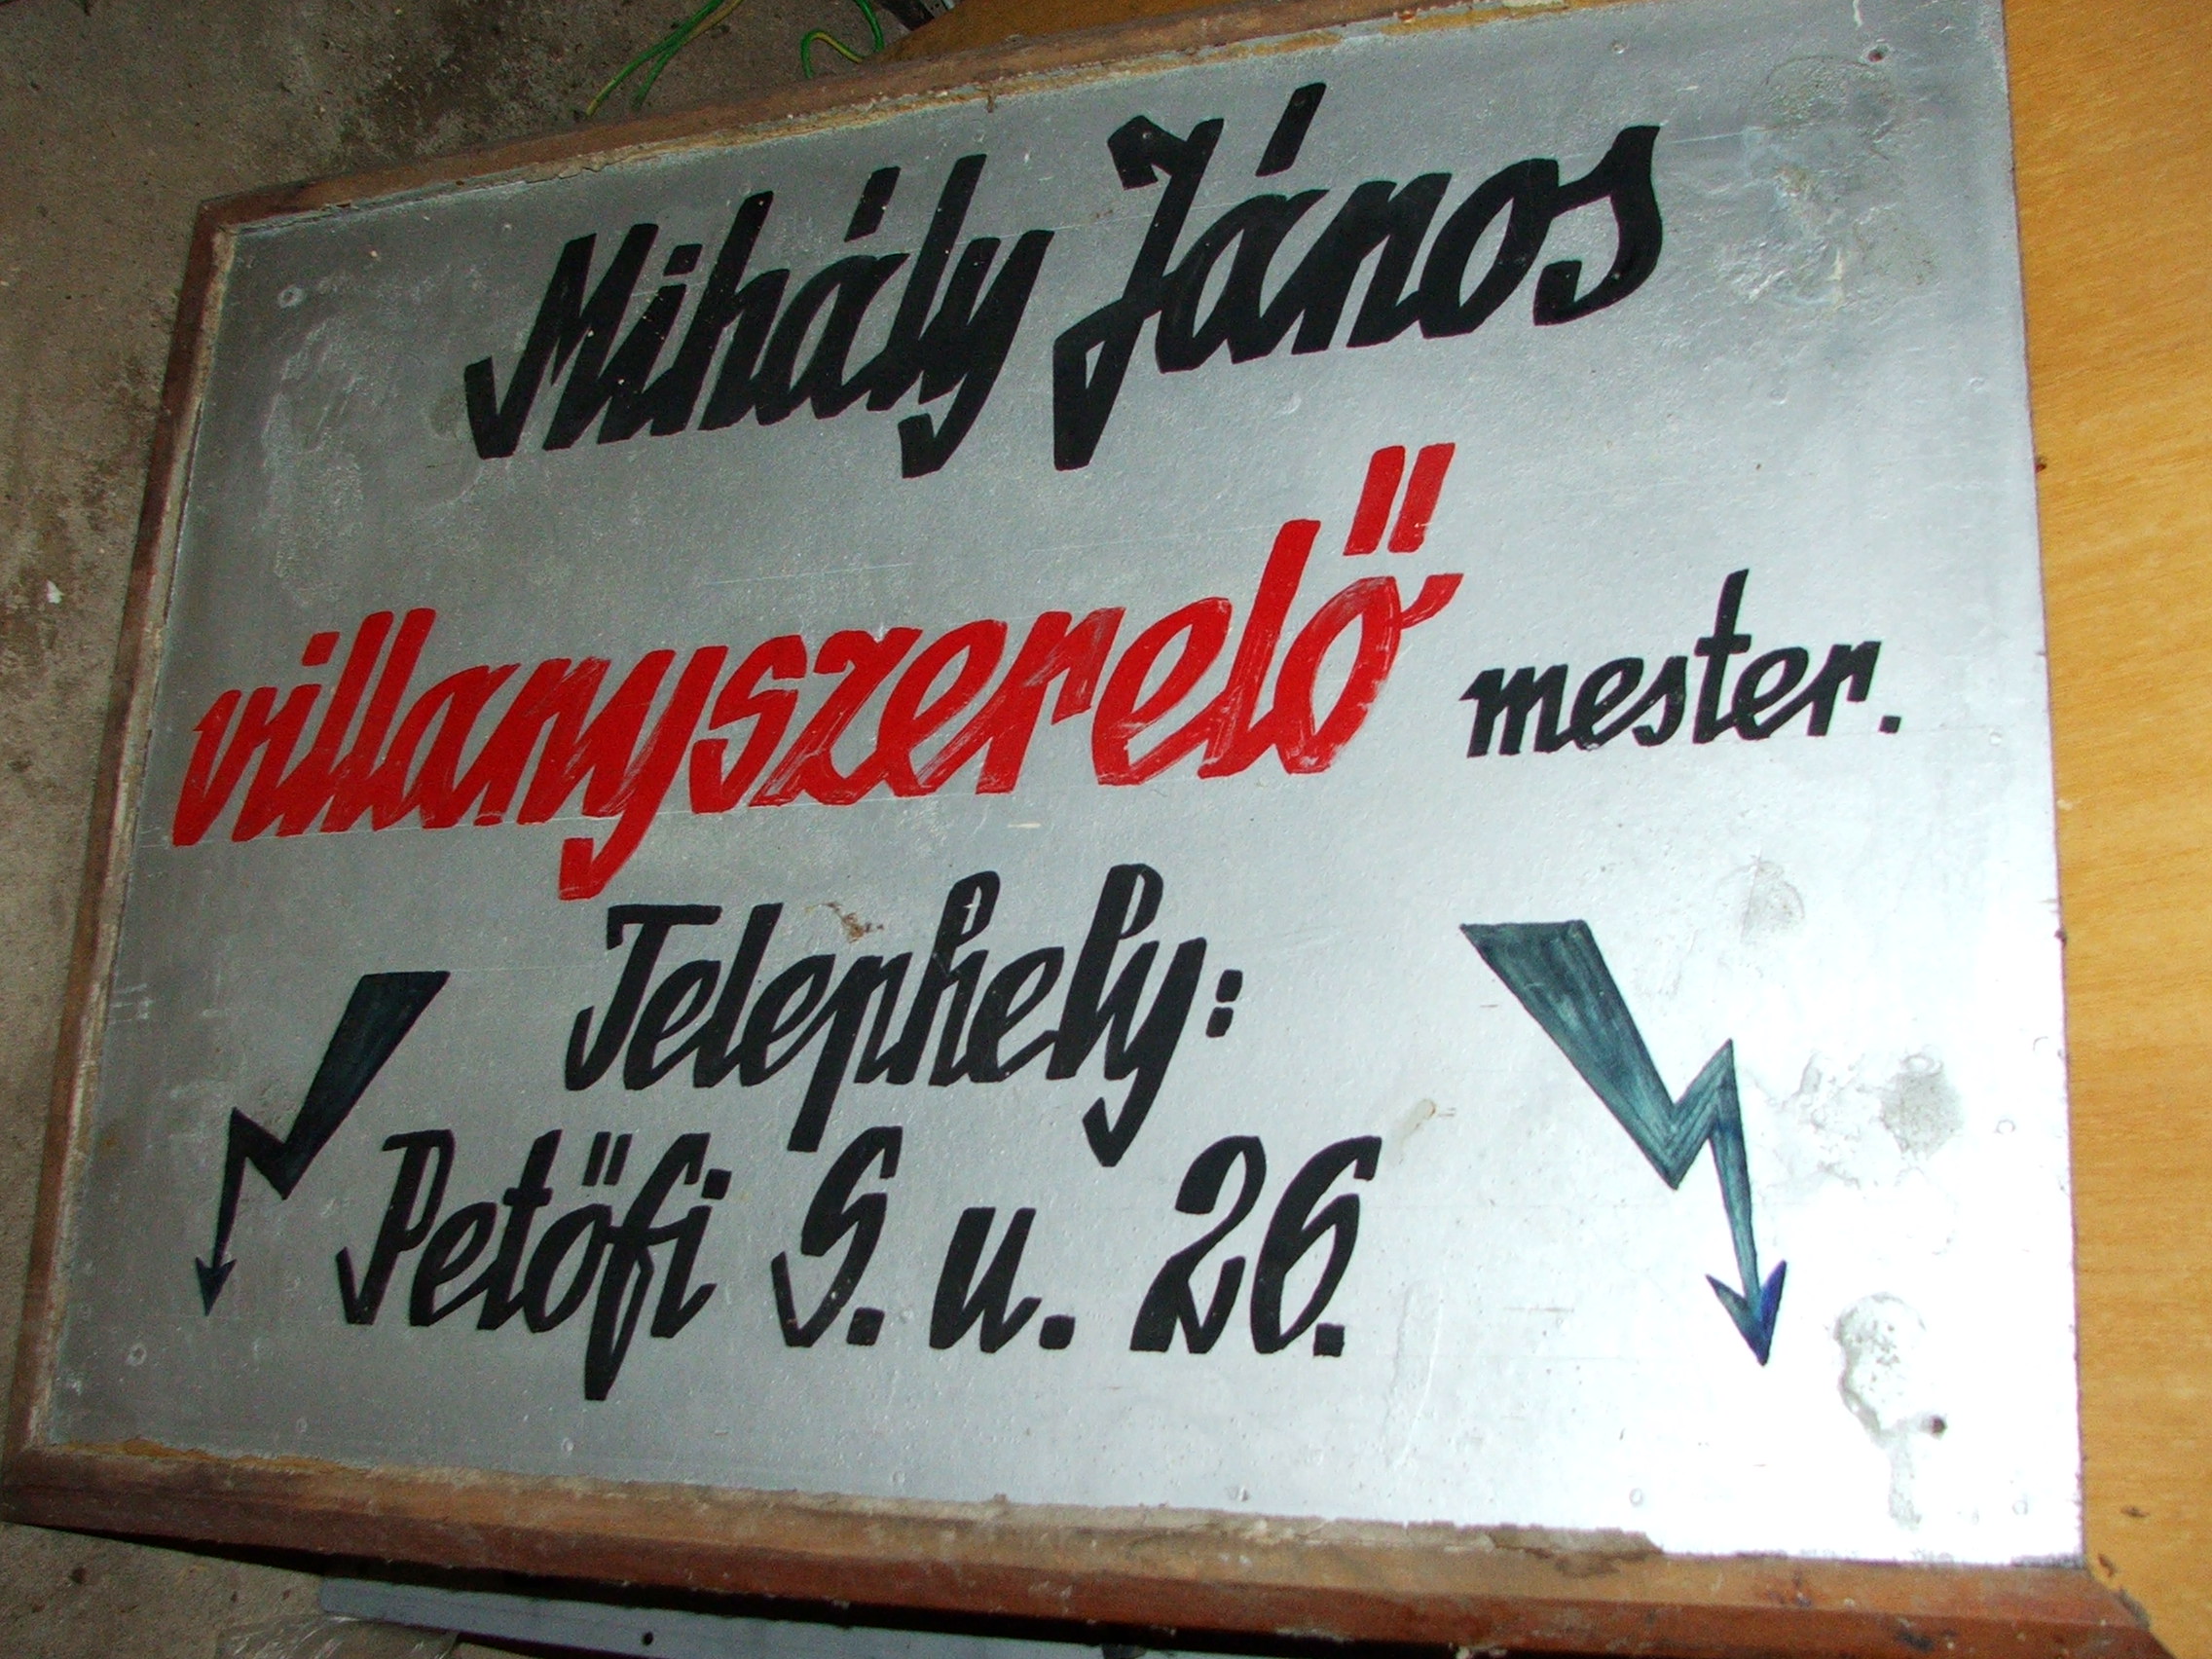 Mihály János
villanyszerelő mester.
Telephely:
Petőfi S. u. 26.